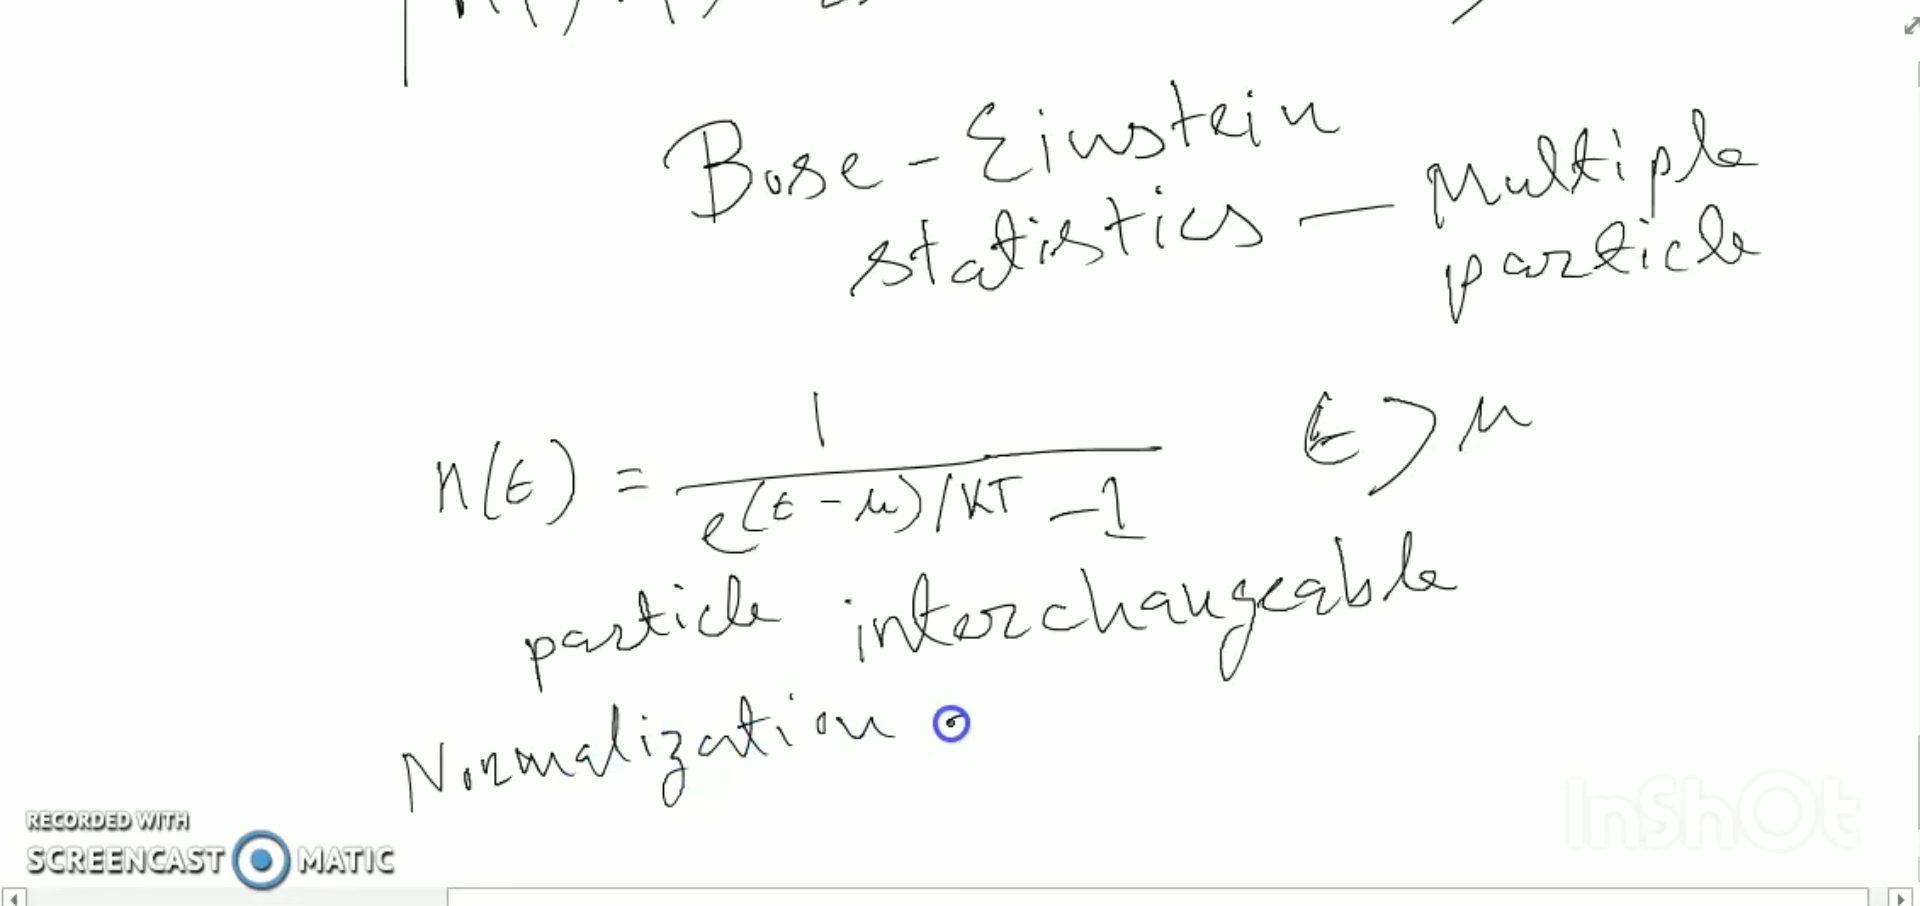 Bose - Einstein
statistics — Multiple
particle
n(ϵ) = 1 / e^(ϵ - μ)/KT - 1    ϵ > μ
particle interchangeable
Normalization
RECORDED WITH
SCREENCAST MATIC
InShOt